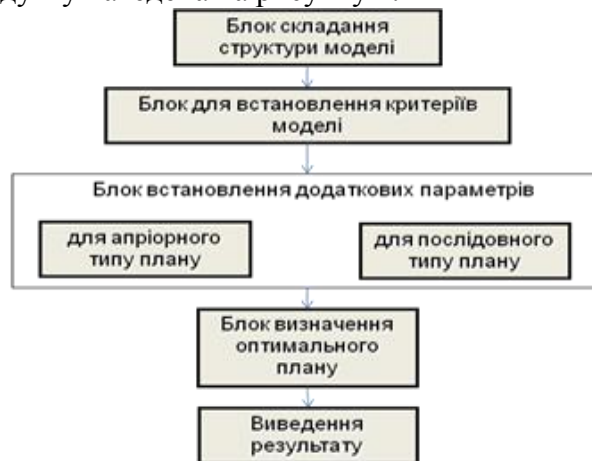 Блок складання
структури моделі
Блок для встановлення критеріїв
моделі
Блок встановлення додаткових параметрів
для апріорного
типу плану
для послідовного
типу плану
Блок визначення
оптимального
плану
Виведення
результату